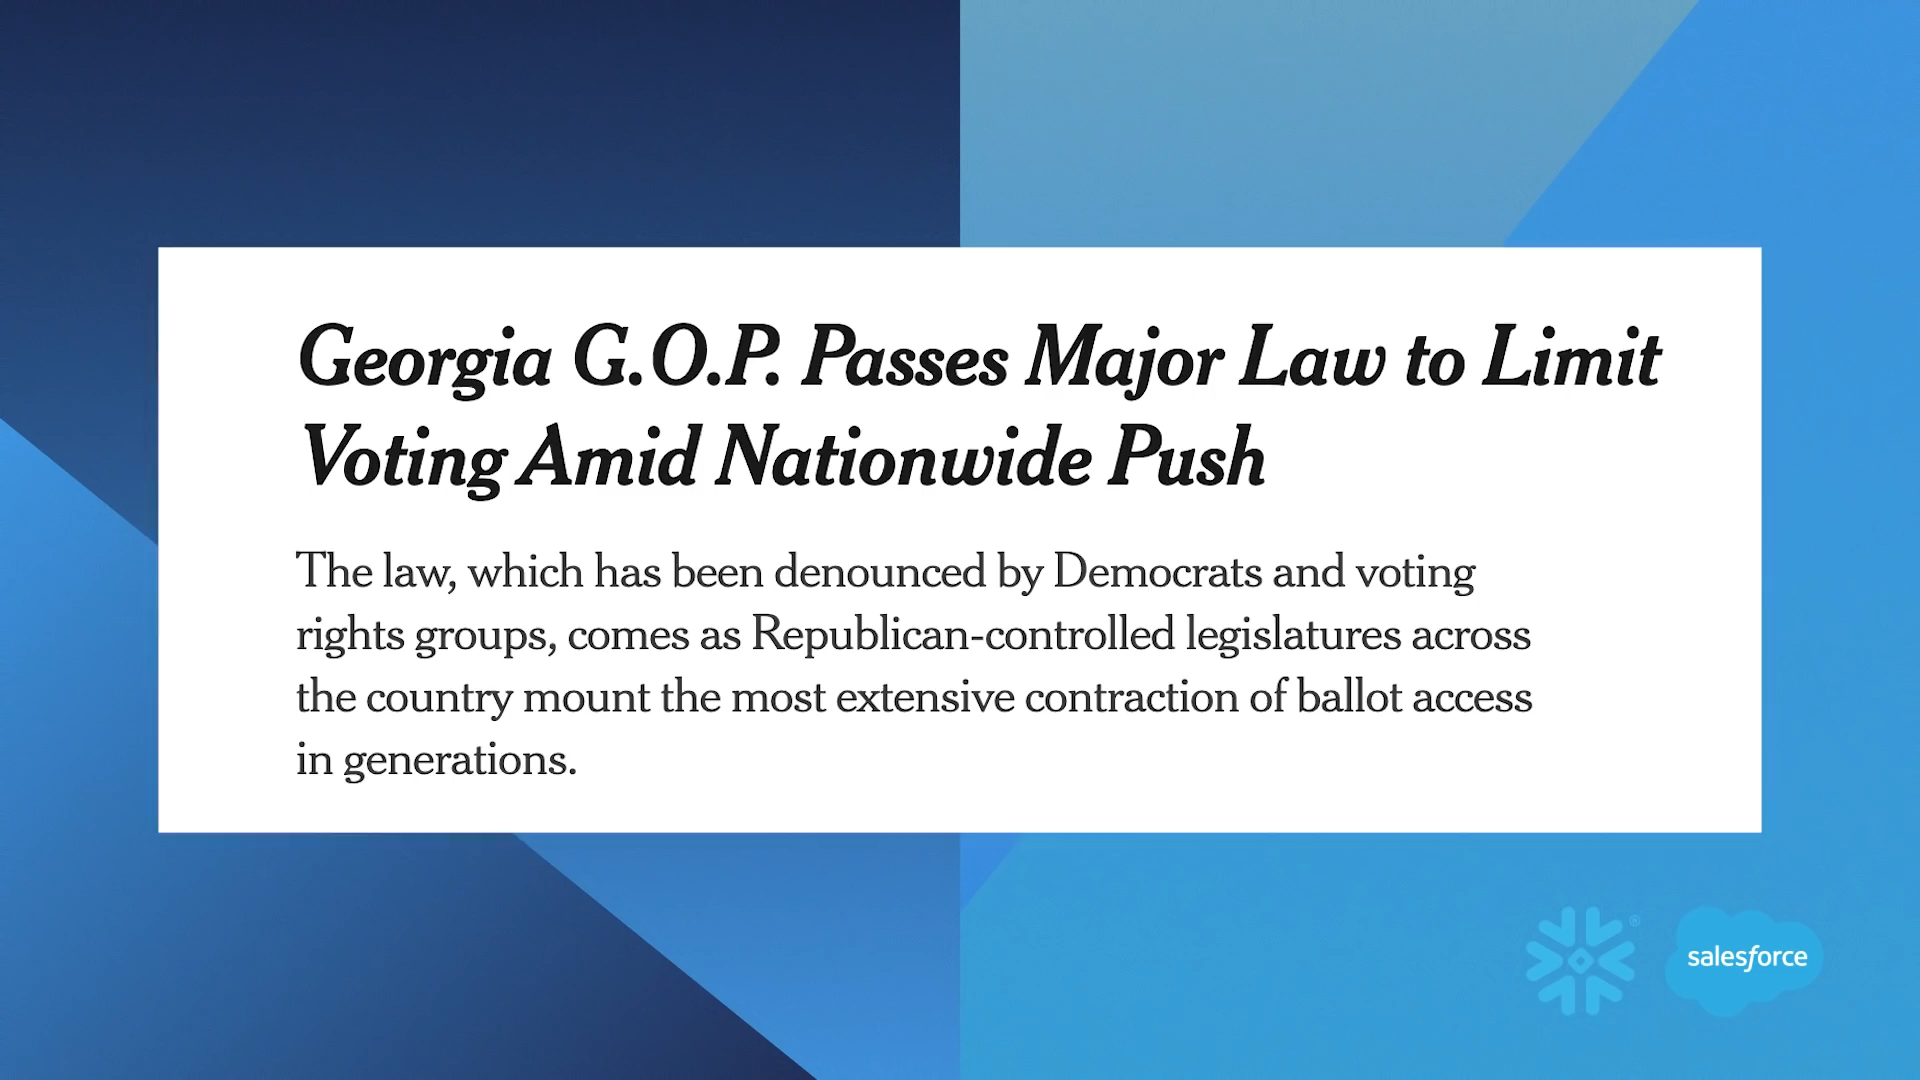 Georgia G.O.P. Passes Major Law to Limit
Voting Amid Nationwide Push
The law, which has been denounced by Democrats and voting
rights groups, comes as Republican-controlled legislatures across
the country mount the most extensive contraction of ballot access
in generations.
®
salesforce